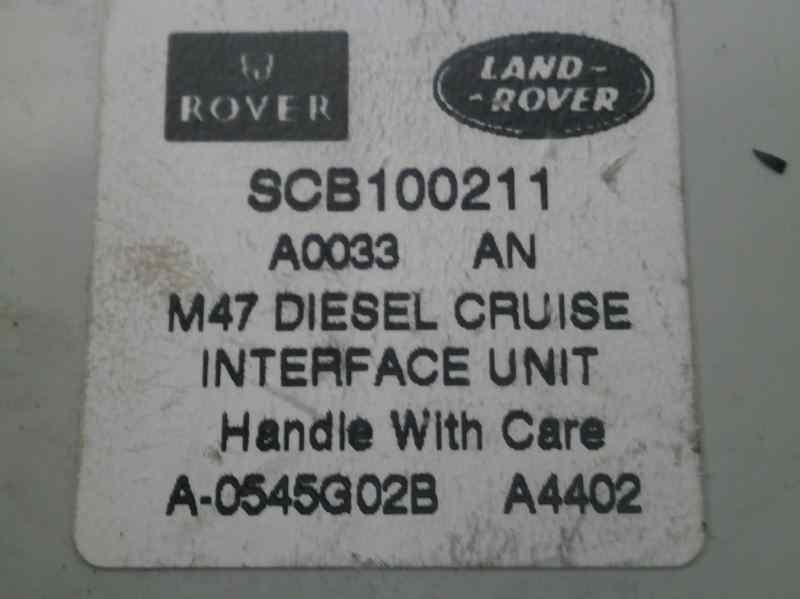 ROVER
LAND-
-ROVER
SCB100211
A0033 AN
M47 DIESEL CRUISE
INTERFACE UNIT
Handle With Care
A-0545G02B A4402